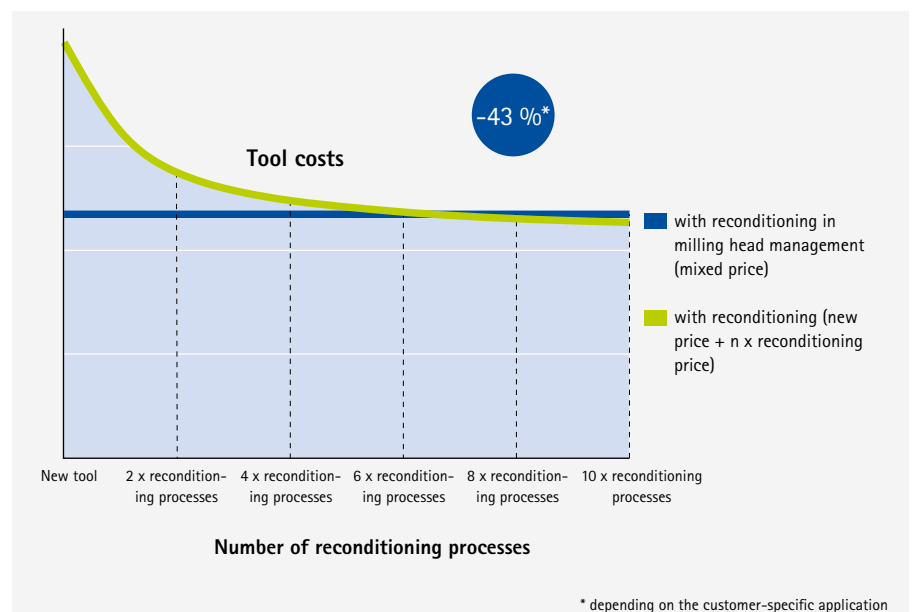 -43 %*
Tool costs
with reconditioning in
milling head management
(mixed price)
with reconditioning (new
price + n x reconditioning
price)
New tool
2 x recondition-
ing processes
4 x recondition-
ing processes
6 x recondition-
ing processes
8 x recondition-
ing processes
10 x reconditioning
processes
Number of reconditioning processes
* depending on the customer-specific application